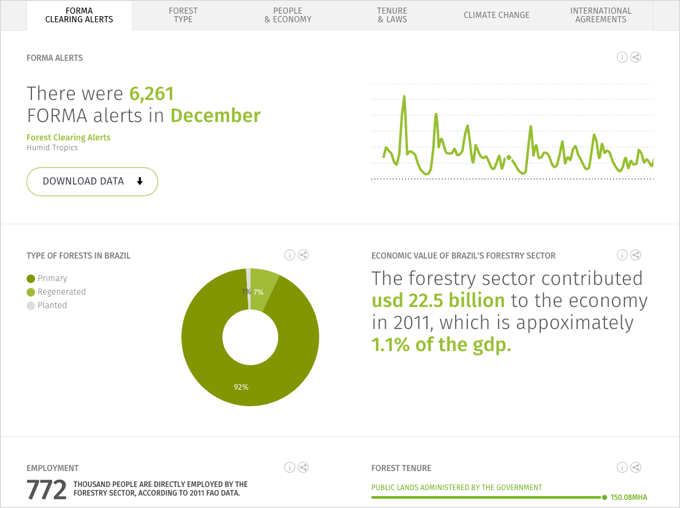 FORMA
CLEARING ALERTS
FOREST
TYPE
PEOPLE
& ECONOMY
TENURE
& LAWS
CLIMATE CHANGE
INTERNATIONAL
AGREEMENTS
FORMA ALERTS
There were 6,261
FORMA alerts in December
Forest Clearing Alerts
Humid Tropics
DOWNLOAD DATA
TYPE OF FORESTS IN BRAZIL
Primary
Regenerated
Planted
1%
7%
92%
ECONOMIC VALUE OF BRAZIL'S FORESTRY SECTOR
The forestry sector contributed
usd 22.5 billion to the economy
in 2011, which is appoximately
1.1% of the gdp.
EMPLOYMENT
772 THOUSAND PEOPLE ARE DIRECTLY EMPLOYED BY THE
FORESTRY SECTOR, ACCORDING TO 2011 FAO DATA.
FOREST TENURE
PUBLIC LANDS ADMINISTERED BY THE GOVERNMENT
150.08MHA